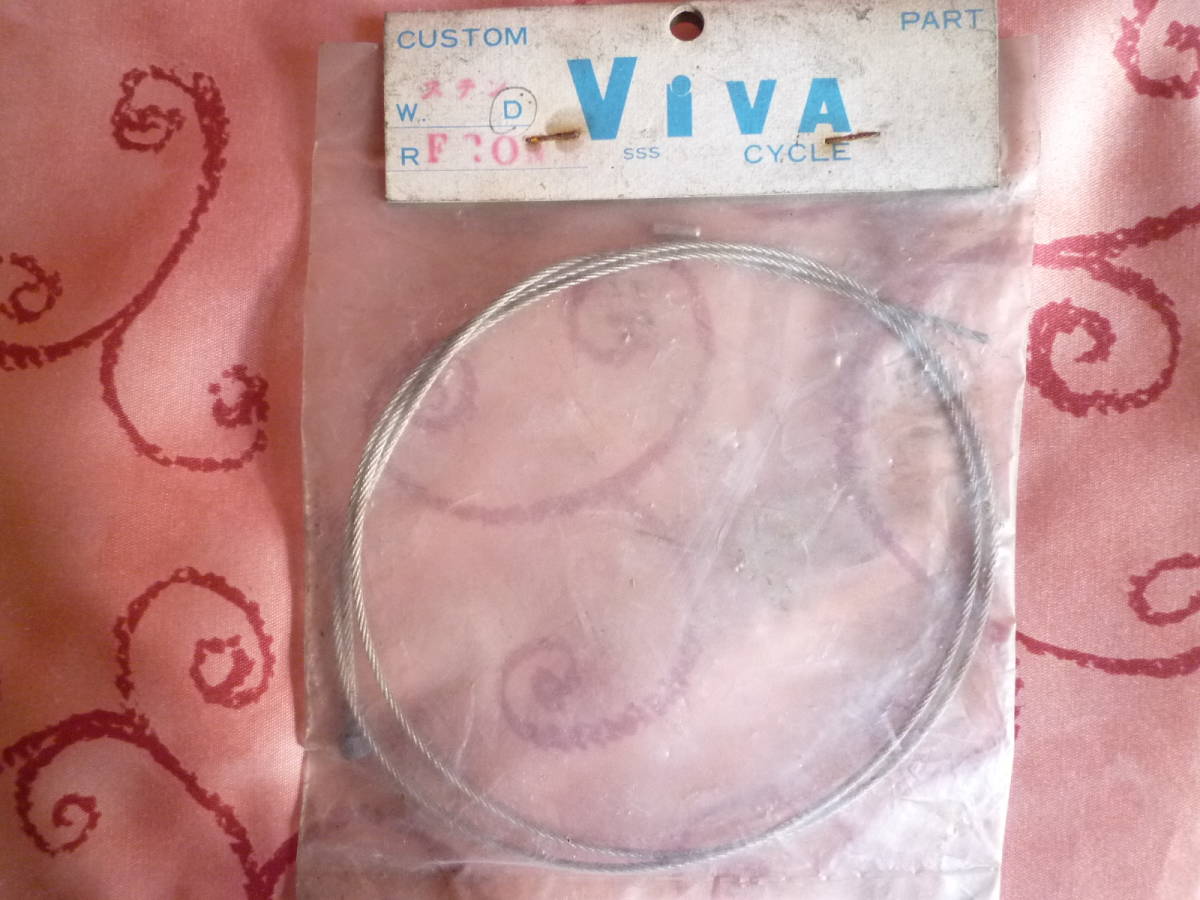 CUSTOM PART
ViVA
W. ステン D
R FRON
SSS CYCLE